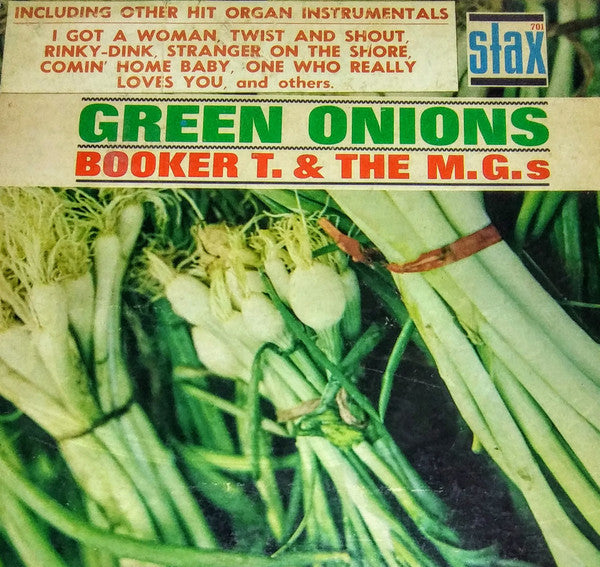 INCLUDING OTHER HIT ORGAN INSTRUMENTALS
I GOT A WOMAN, TWIST AND SHOUT,
RINKY-DINK, STRANGER ON THE SHORE,
COMIN' HOME BABY, ONE WHO REALLY
LOVES YOU, and others.
701
stax
GREEN ONIONS
BOOKER T. & THE M.G.s